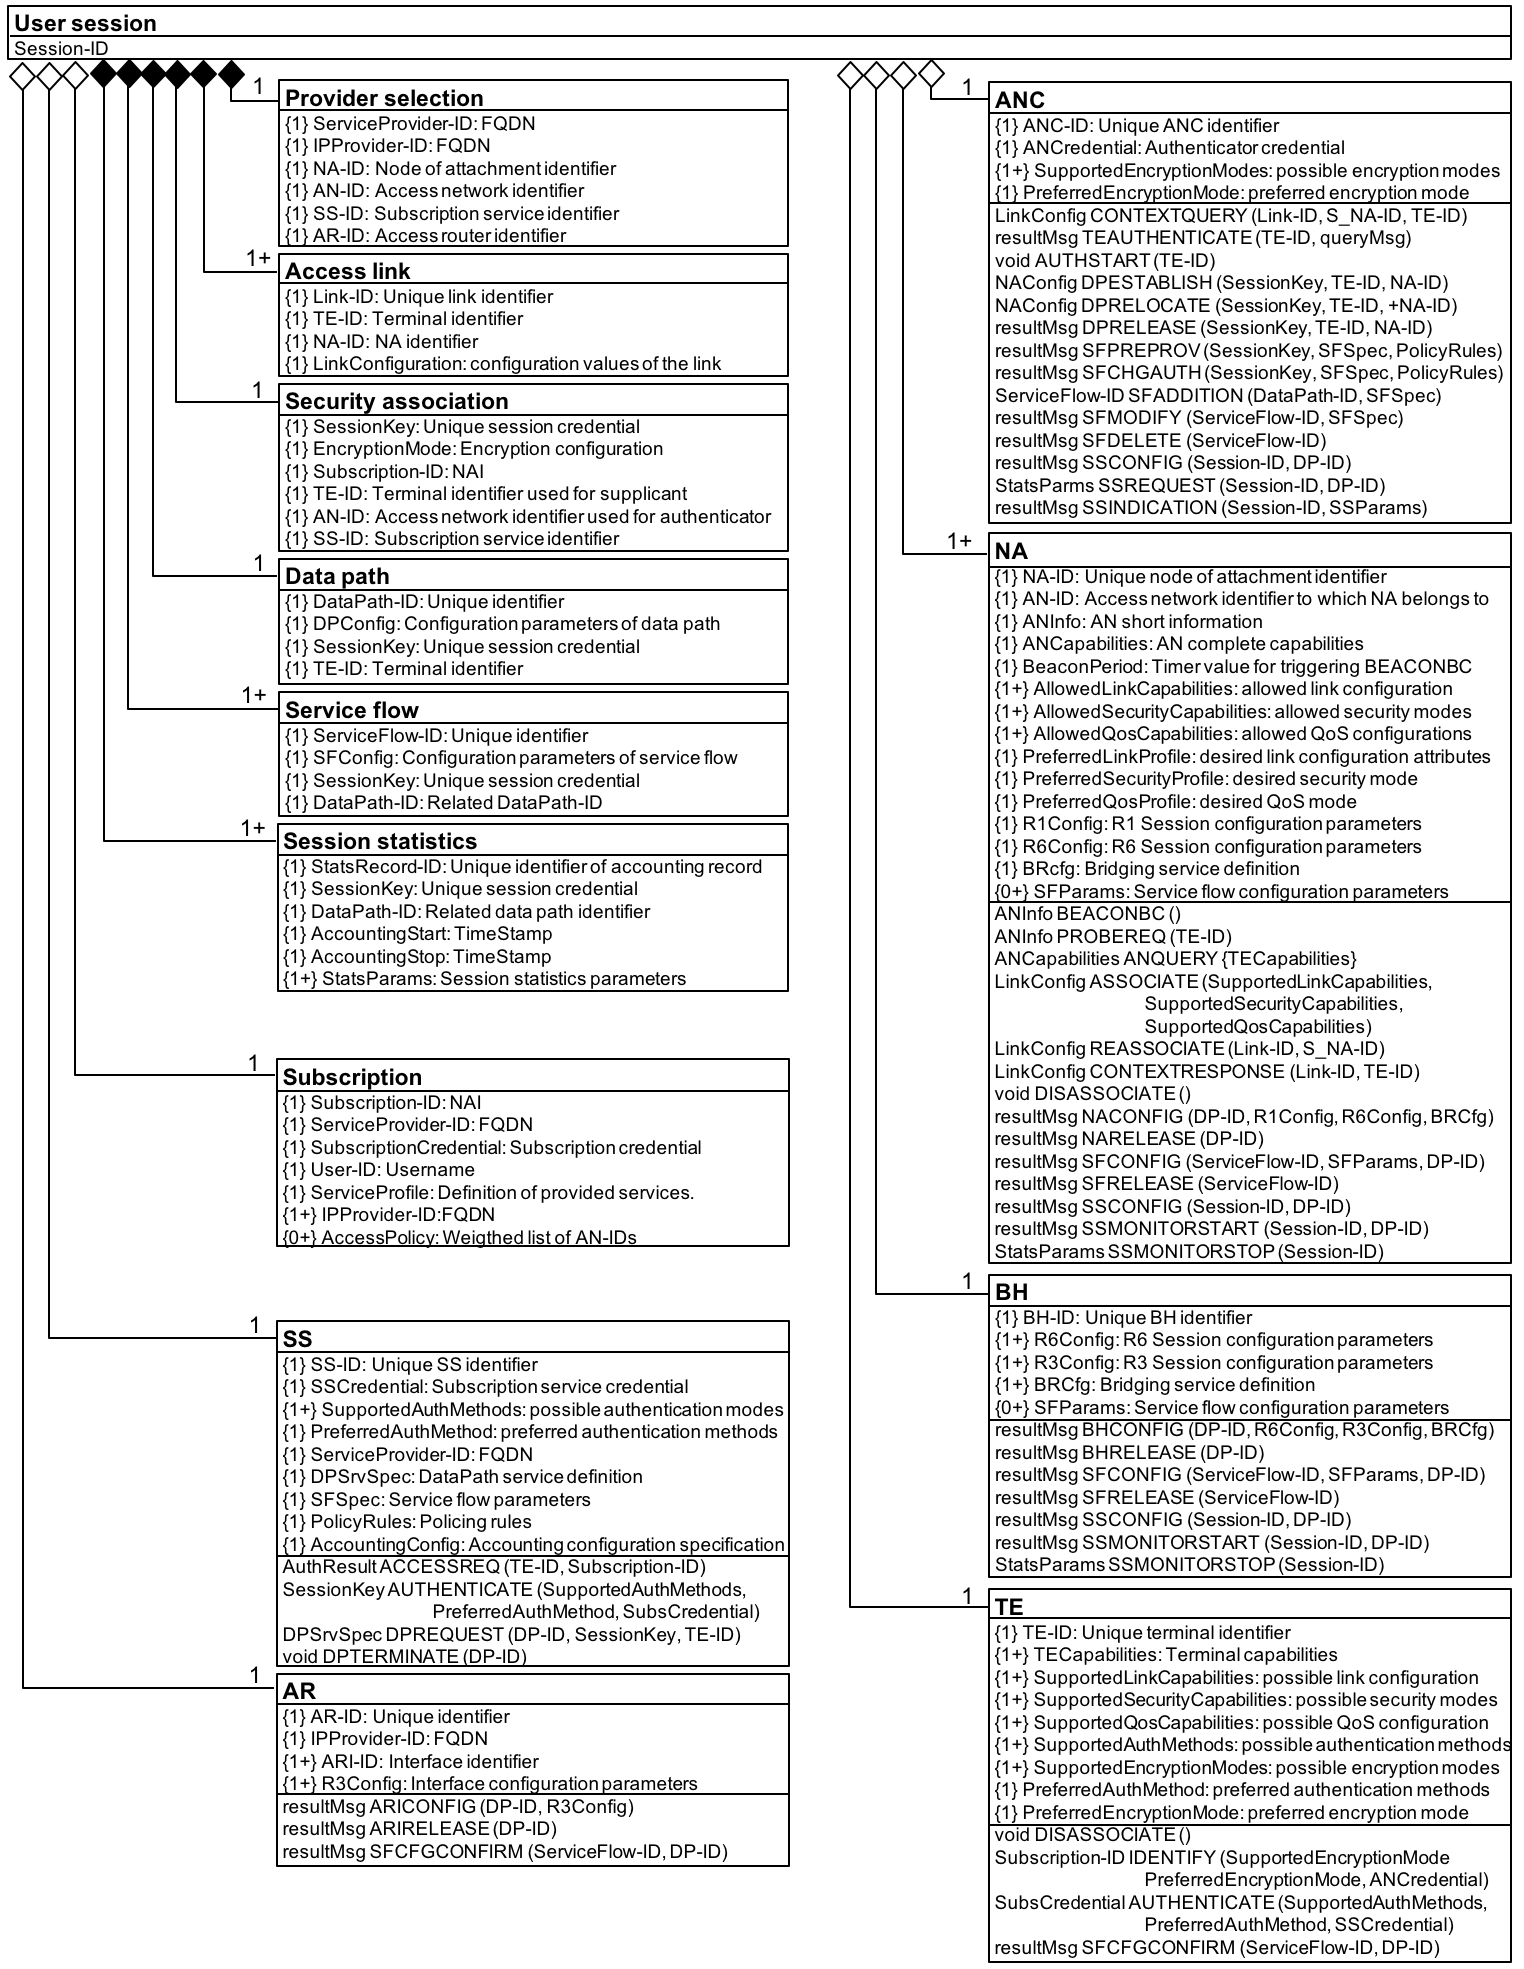 User session
Session-ID
1
Provider selection
{1} ServiceProvider-ID: FQDN
{1} IPProvider-ID: FQDN
{1} NA-ID: Node of attachment identifier
{1} AN-ID: Access network identifier
{1} SS-ID: Subscription service identifier
{1} AR-ID: Access router identifier
1+
Access link
{1} Link-ID: Unique link identifier
{1} TE-ID: Terminal identifier
{1} NA-ID: NA identifier
{1} LinkConfiguration: configuration values of the link
1
Security association
{1} SessionKey: Unique session credential
{1} EncryptionMode: Encryption configuration
{1} Subscription-ID: NAI
{1} TE-ID: Terminal identifier used for supplicant
{1} AN-ID: Access network identifier used for authenticator
{1} SS-ID: Subscription service identifier
1
Data path
{1} DataPath-ID: Unique identifier
{1} DPConfig: Configuration parameters of data path
{1} SessionKey: Unique session credential
{1} TE-ID: Terminal identifier
1+
Service flow
{1} ServiceFlow-ID: Unique identifier
{1} SFConfig: Configuration parameters of service flow
{1} SessionKey: Unique session credential
{1} DataPath-ID: Related DataPath-ID
1+
Session statistics
{1} StatsRecord-ID: Unique identifier of accounting record
{1} SessionKey: Unique session credential
{1} DataPath-ID: Related data path identifier
{1} AccountingStart: TimeStamp
{1} AccountingStop: TimeStamp
{1+} StatsParams: Session statistics parameters
1
Subscription
{1} Subscription-ID: NAI
{1} ServiceProvider-ID: FQDN
{1} SubscriptionCredential: Subscription credential
{1} User-ID: Username
{1} ServiceProfile: Definition of provided services.
{1+} IPProvider-ID:FQDN
{0+} AccessPolicy: Weigthed list of AN-IDs
1
SS
{1} SS-ID: Unique SS identifier
{1} SSCredential: Subscription service credential
{1+} SupportedAuthMethods: possible authentication modes
{1} PreferredAuthMethod: preferred authentication methods
{1} ServiceProvider-ID: FQDN
{1} DPSrvSpec: DataPath service definition
{1} SFSpec: Service flow parameters
{1} PolicyRules: Policing rules
{1} AccountingConfig: Accounting configuration specification
AuthResult ACCESSREQ (TE-ID, Subscription-ID)
SessionKey AUTHENTICATE (SupportedAuthMethods,
PreferredAuthMethod, SubsCredential)
DPSrvSpec DPREQUEST (DP-ID, SessionKey, TE-ID)
void DPTERMINATE (DP-ID)
1
AR
{1} AR-ID: Unique identifier
{1} IPProvider-ID: FQDN
{1+} ARI-ID: Interface identifier
{1+} R3Config: Interface configuration parameters
resultMsg ARICONFIG (DP-ID, R3Config)
resultMsg ARIRELEASE (DP-ID)
resultMsg SFCFGCONFIRM (ServiceFlow-ID, DP-ID)
1
ANC
{1} ANC-ID: Unique ANC identifier
{1} ANCredential: Authenticator credential
{1+} SupportedEncryptionModes: possible encryption modes
{1} PreferredEncryptionMode: preferred encryption mode
LinkConfig CONTEXTQUERY (Link-ID, S_NA-ID, TE-ID)
resultMsg TEAUTHENTICATE (TE-ID, queryMsg)
void AUTHSTART (TE-ID)
NAConfig DPESTABLISH (SessionKey, TE-ID, NA-ID)
NAConfig DPRELOCATE (SessionKey, TE-ID, +NA-ID)
resultMsg DPRELEASE (SessionKey, TE-ID, NA-ID)
resultMsg SFPREPROV (SessionKey, SFSpec, PolicyRules)
resultMsg SFCHGAUTH (SessionKey, SFSpec, PolicyRules)
ServiceFlow-ID SFADDITION (DataPath-ID, SFSpec)
resultMsg SFMODIFY (ServiceFlow-ID, SFSpec)
resultMsg SFDELETE (ServiceFlow-ID)
resultMsg SSCONFIG (Session-ID, DP-ID)
StatsParms SSREQUEST (Session-ID, DP-ID)
resultMsg SSINDICATION (Session-ID, SSParams)
1+
NA
{1} NA-ID: Unique node of attachment identifier
{1} AN-ID: Access network identifier to which NA belongs to
{1} ANInfo: AN short information
{1} ANCapabilities: AN complete capabilities
{1} BeaconPeriod: Timer value for triggering BEACONBC
{1+} AllowedLinkCapabilities: allowed link configuration
{1+} AllowedSecurityCapabilities: allowed security modes
{1+} AllowedQosCapabilities: allowed QoS configurations
{1} PreferredLinkProfile: desired link configuration attributes
{1} PreferredSecurityProfile: desired security mode
{1} PreferredQosProfile: desired QoS mode
{1} R1Config: R1 Session configuration parameters
{1} R6Config: R6 Session configuration parameters
{1} BRcfg: Bridging service definition
{0+} SFParams: Service flow configuration parameters
ANInfo BEACONBC ()
ANInfo PROBEREQ (TE-ID)
ANCapabilities ANQUERY {TECapabilities}
LinkConfig ASSOCIATE (SupportedLinkCapabilities,
SupportedSecurityCapabilities,
SupportedQosCapabilities)
LinkConfig REASSOCIATE (Link-ID, S_NA-ID)
LinkConfig CONTEXTRESPONSE (Link-ID, TE-ID)
void DISASSOCIATE ()
resultMsg NACONFIG (DP-ID, R1Config, R6Config, BRCfg)
resultMsg NARELEASE (DP-ID)
resultMsg SFCONFIG (ServiceFlow-ID, SFParams, DP-ID)
resultMsg SFRELEASE (ServiceFlow-ID)
resultMsg SSCONFIG (Session-ID, DP-ID)
resultMsg SSMONITORSTART (Session-ID, DP-ID)
StatsParams SSMONITORSTOP (Session-ID)
1
BH
{1} BH-ID: Unique BH identifier
{1+} R6Config: R6 Session configuration parameters
{1+} R3Config: R3 Session configuration parameters
{1+} BRCfg: Bridging service definition
{0+} SFParams: Service flow configuration parameters
resultMsg BHCONFIG (DP-ID, R6Config, R3Config, BRCfg)
resultMsg BHRELEASE (DP-ID)
resultMsg SFCONFIG (ServiceFlow-ID, SFParams, DP-ID)
resultMsg SFRELEASE (ServiceFlow-ID)
resultMsg SSCONFIG (Session-ID, DP-ID)
resultMsg SSMONITORSTART (Session-ID, DP-ID)
StatsParams SSMONITORSTOP (Session-ID)
1
TE
{1} TE-ID: Unique terminal identifier
{1+} TECapabilities: Terminal capabilities
{1+} SupportedLinkCapabilities: possible link configuration
{1+} SupportedSecurityCapabilities: possible security modes
{1+} SupportedQosCapabilities: possible QoS configuration
{1+} SupportedAuthMethods: possible authentication methods
{1+} SupportedEncryptionModes: possible encryption modes
{1} PreferredAuthMethod: preferred authentication methods
{1} PreferredEncryptionMode: preferred encryption mode
void DISASSOCIATE ()
Subscription-ID IDENTIFY (SupportedEncryptionMode
PreferredEncryptionMode, ANCredential)
SubsCredential AUTHENTICATE (SupportedAuthMethods,
PreferredAuthMethod, SSCredential)
resultMsg SFCFGCONFIRM (ServiceFlow-ID, DP-ID)